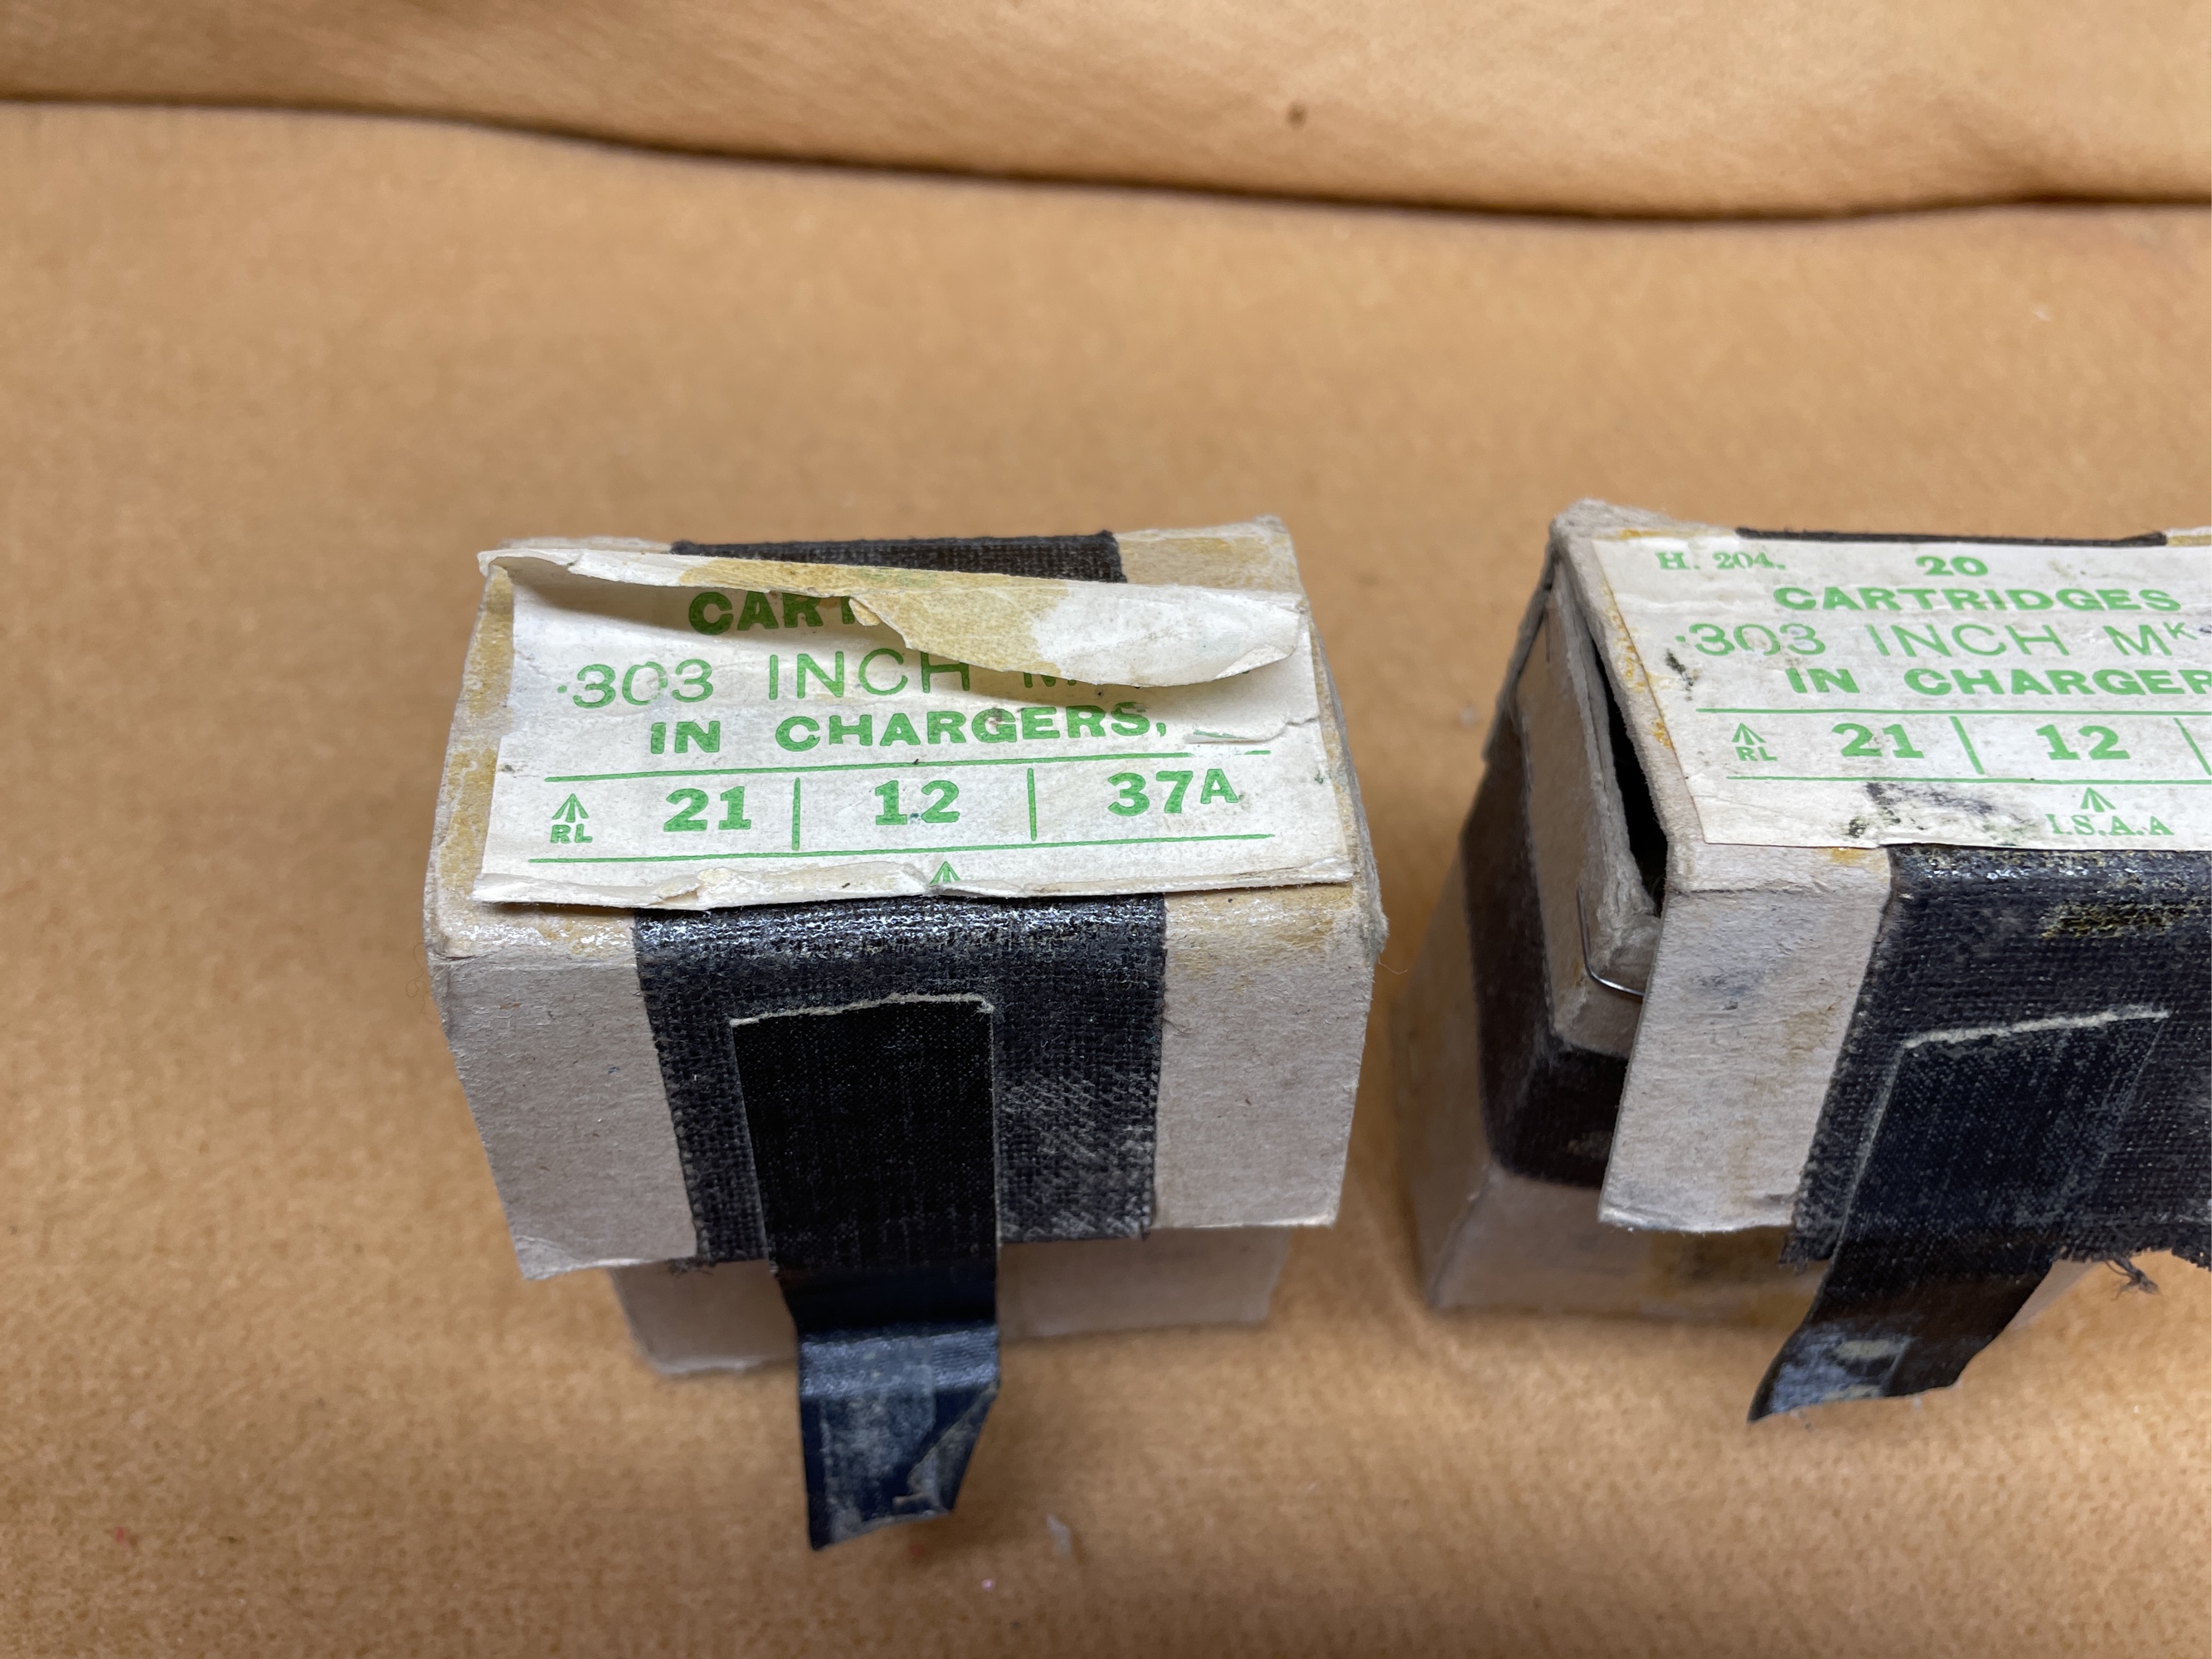 CART
.303 INCH
IN CHARGERS,
RL 21 12 37A
H. 204. 20
CARTRIDGES
.303 INCH MK
IN CHARGER
RL 21 12
I.S.A.A